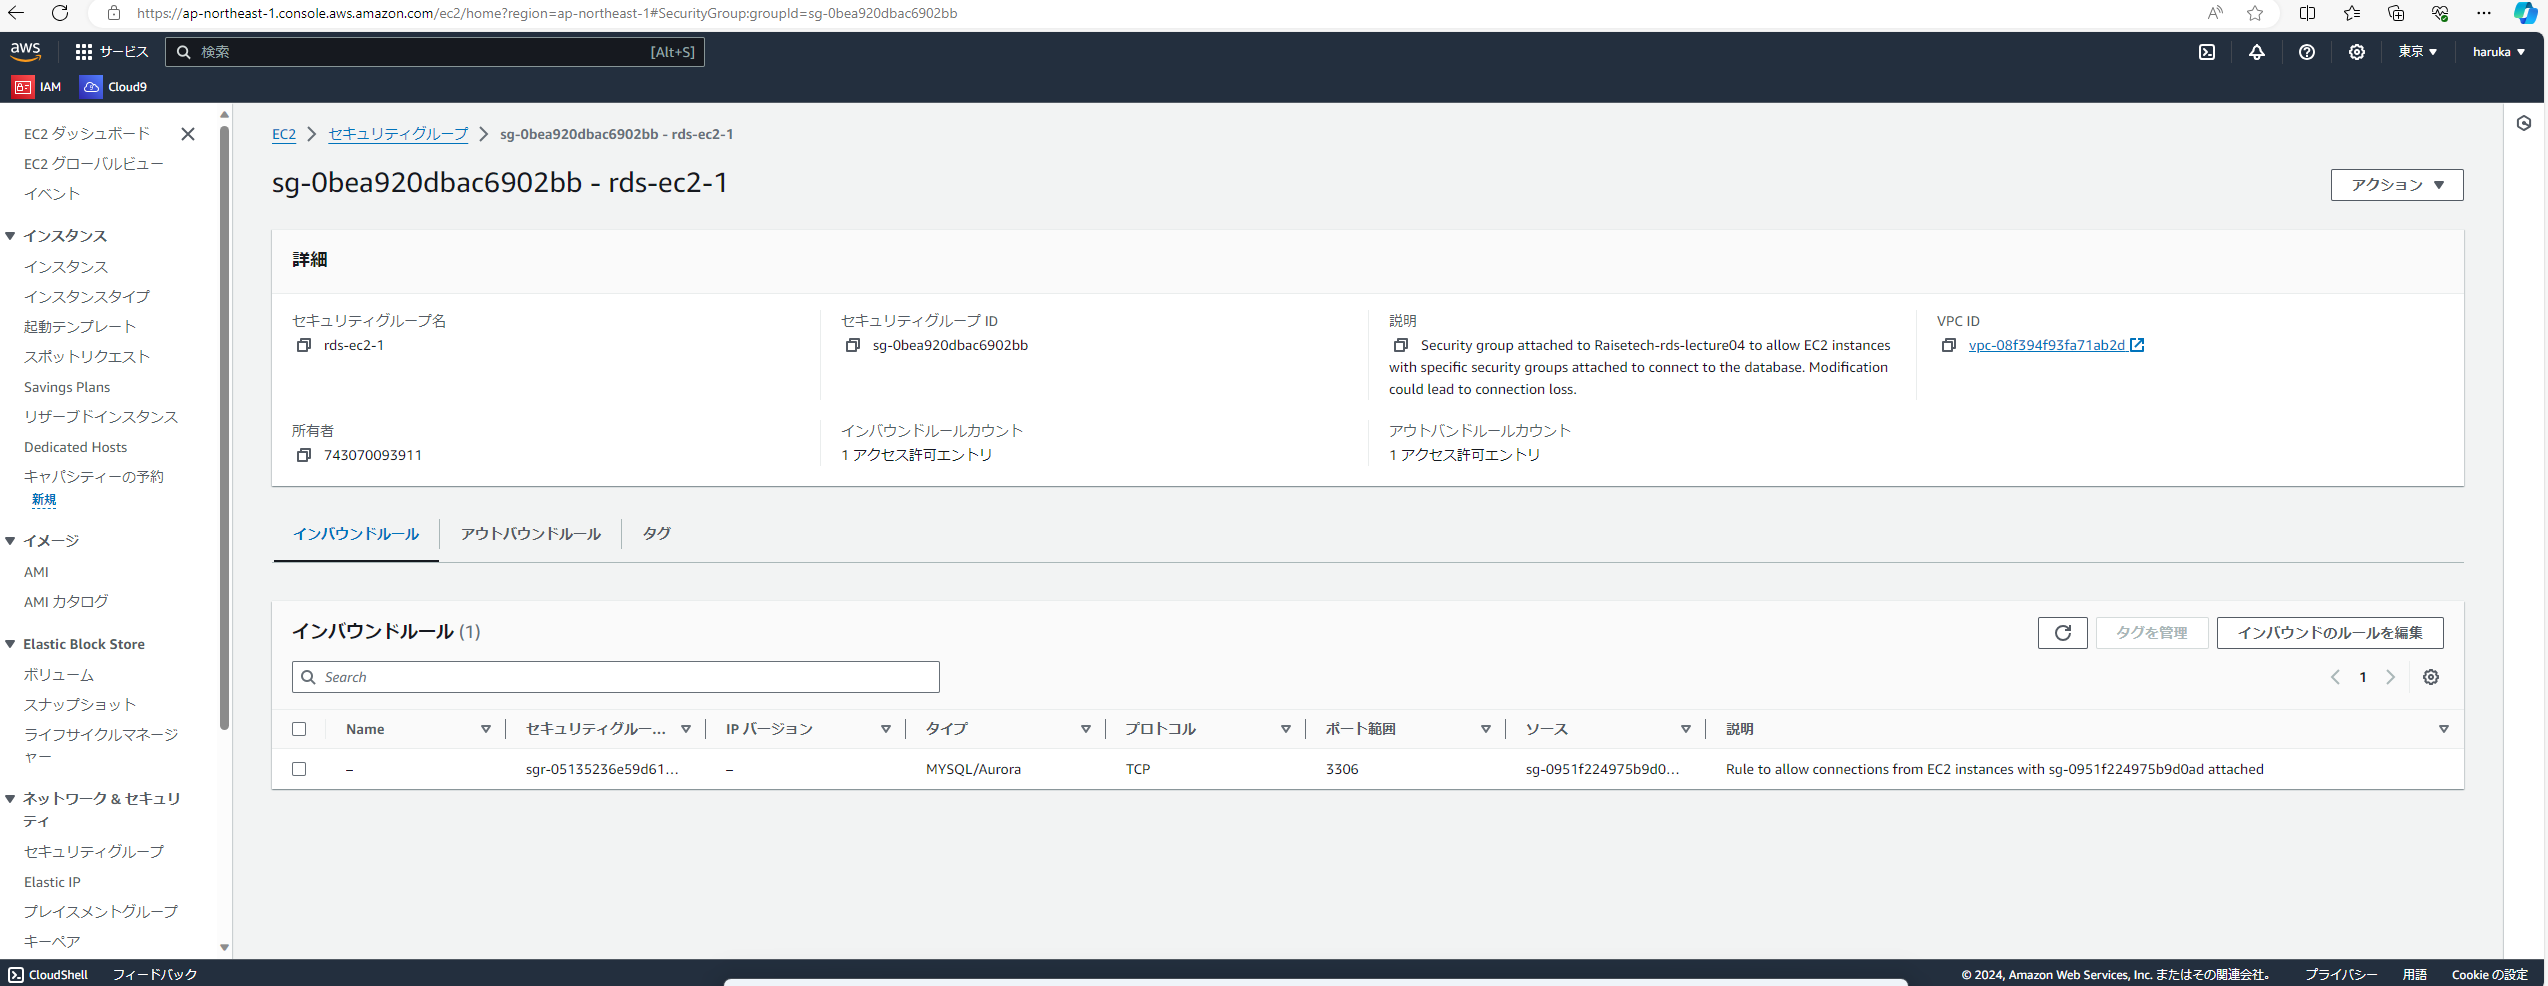 https://ap-northeast-1.console.aws.amazon.com/ec2/home?region=ap-northeast-1#SecurityGroup:groupId=sg-0bea920dbac6902bb
aws
サービス
検索
[Alt+S]
東京
haruka
IAM
Cloud9
EC2 ダッシュボード
EC2 グローバルビュー
イベント
インスタンス
インスタンス
インスタンスタイプ
起動テンプレート
スポットリクエスト
Savings Plans
リザーブドインスタンス
Dedicated Hosts
キャパシティーの予約
新規
イメージ
AMI
AMI カタログ
Elastic Block Store
ボリューム
スナップショット
ライフサイクルマネージ
ャー
ネットワーク & セキュリ
ティ
セキュリティグループ
Elastic IP
プレイスメントグループ
キーペア
EC2 > セキュリティグループ > sg-0bea920dbac6902bb - rds-ec2-1
sg-0bea920dbac6902bb - rds-ec2-1
アクション
詳細
セキュリティグループ名
rds-ec2-1
セキュリティグループ ID
sg-0bea920dbac6902bb
説明
Security group attached to Raisetech-rds-lecture04 to allow EC2 instances
with specific security groups attached to connect to the database. Modification
could lead to connection loss.
VPC ID
vpc-08f394f93fa71ab2d
所有者
743070093911
インバウンドルールカウント
1 アクセス許可エントリ
アウトバンドルールカウント
1 アクセス許可エントリ
インバウンドルール
アウトバウンドルール
タグ
インバウンドルール (1)
タグを管理
インバウンドのルールを編集
Search
1
Name セキュリティグルー... IP バージョン タイプ プロトコル ポート範囲 ソース 説明
– sgr-05135236e59d61... – MYSQL/Aurora TCP 3306 sg-0951f224975b9d0... Rule to allow connections from EC2 instances with sg-0951f224975b9d0ad attached
CloudShell
フィードバック
© 2024, Amazon Web Services, Inc. またはその関連会社。
プライバシー
用語
Cookie の設定